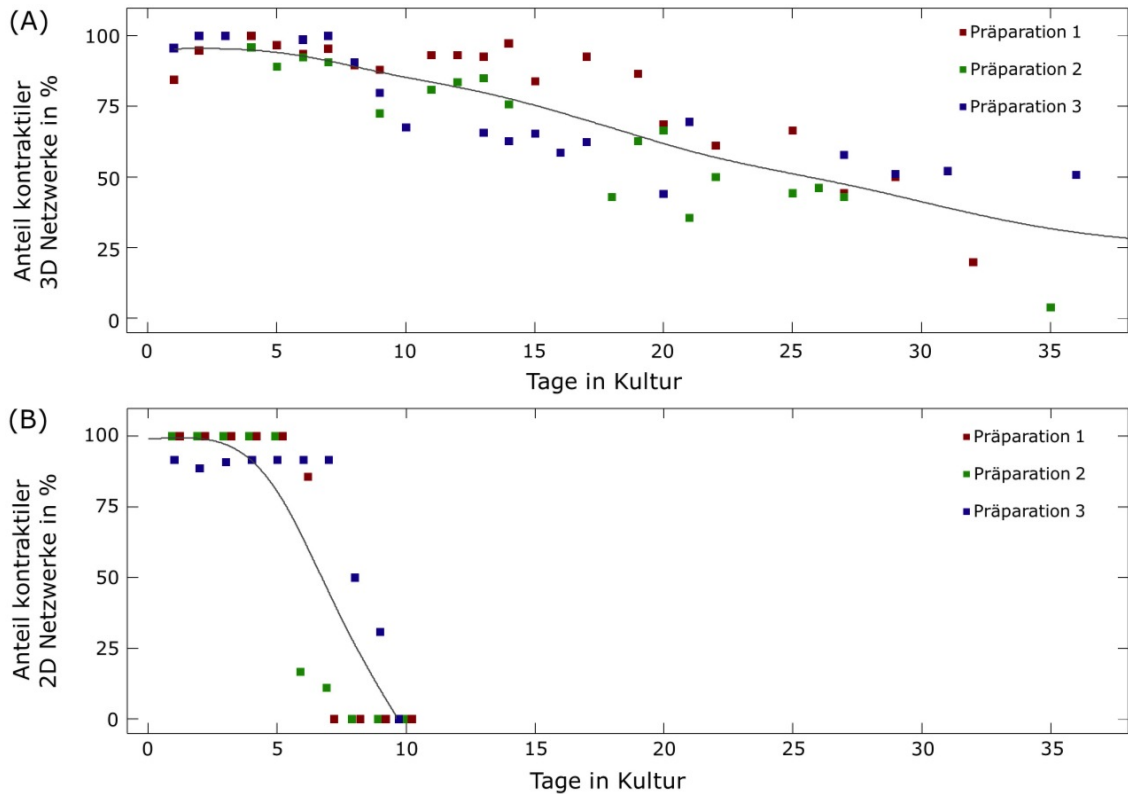 (A)
Anteil kontraktiler
3D Netzwerke in %
100
75
50
25
0
Präparation 1
Präparation 2
Präparation 3
0 5 10 15 20 25 30 35
Tage in Kultur
(B)
Anteil kontraktiler
2D Netzwerke in %
100
75
50
25
0
Präparation 1
Präparation 2
Präparation 3
0 5 10 15 20 25 30 35
Tage in Kultur